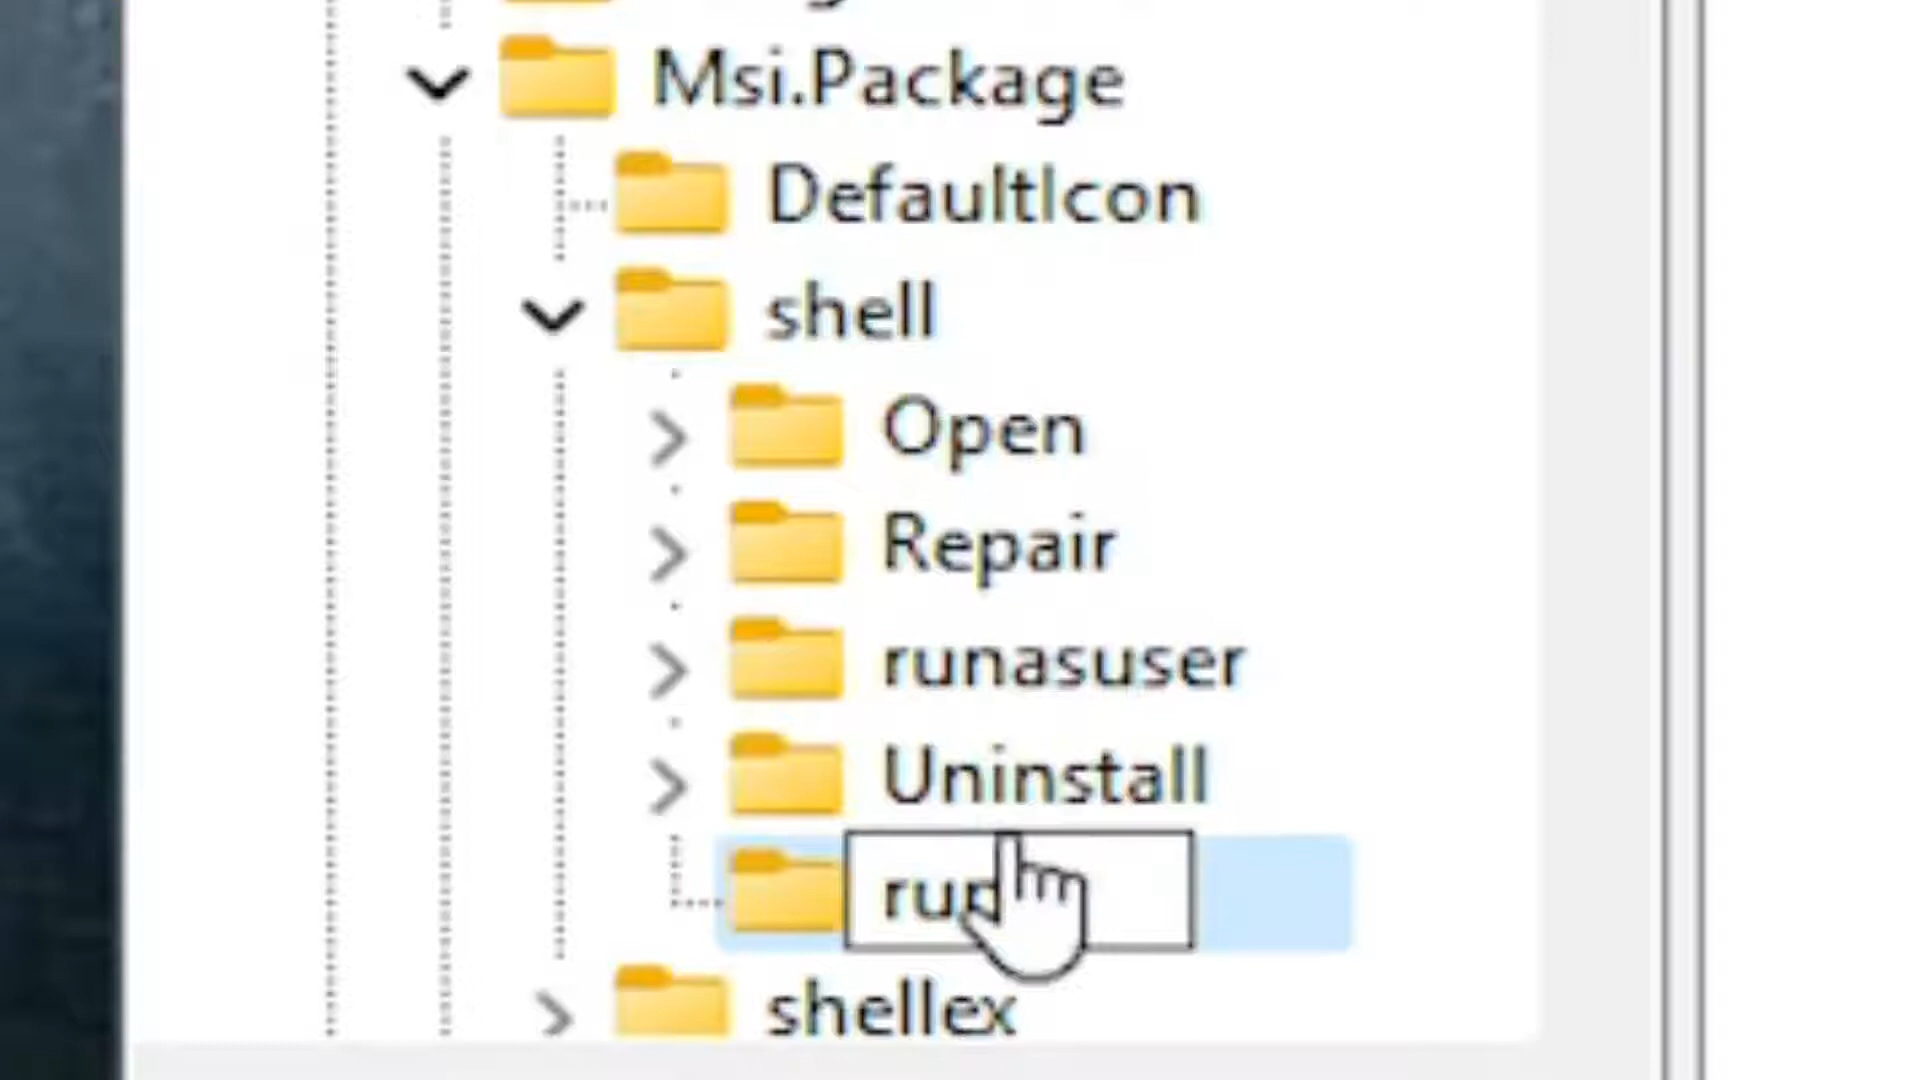 Msi.Package
DefaultIcon
shell
Open
Repair
runasuser
Uninstall
shellex